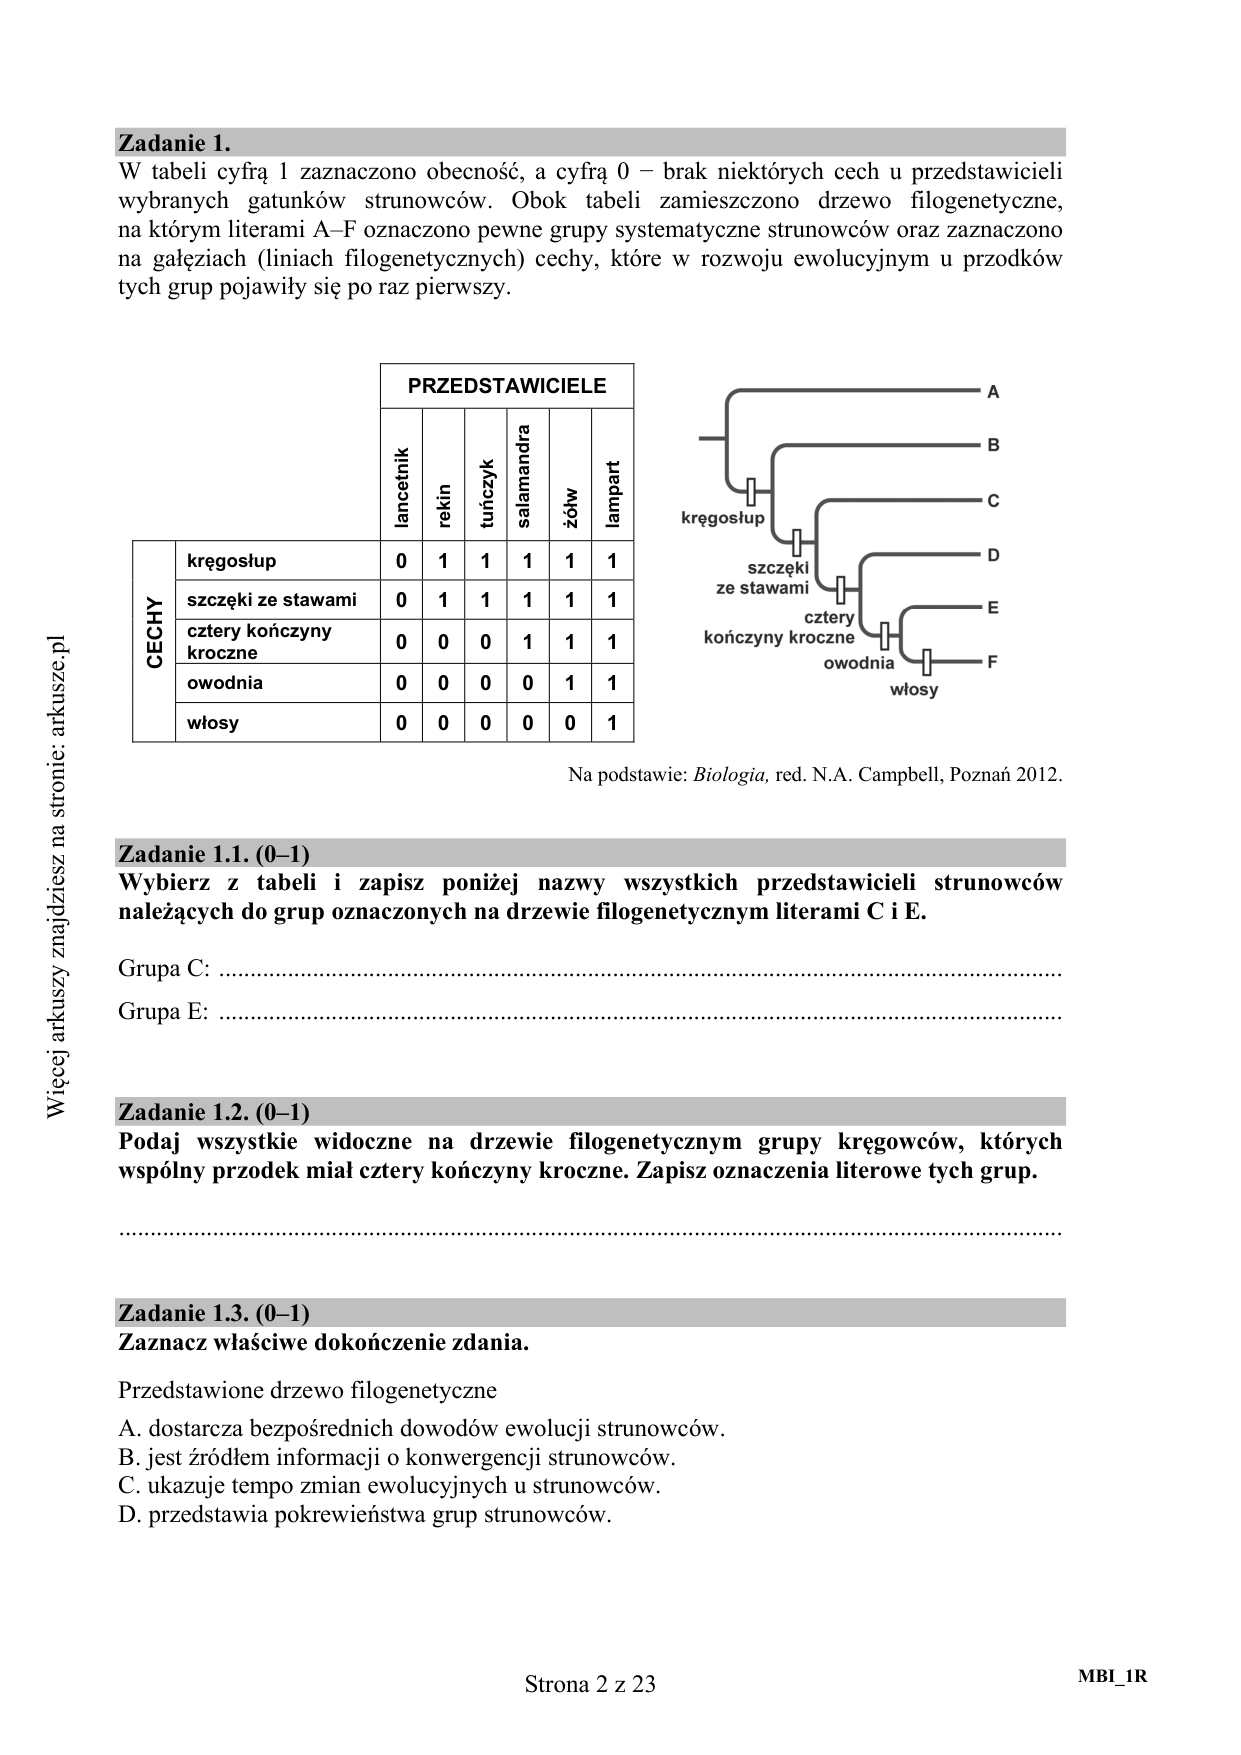 Zadanie 1.
W tabeli cyfrą 1 zaznaczono obecność, a cyfrą 0 − brak niektórych cech u przedstawicieli
wybranych gatunków strunowców. Obok tabeli zamieszczono drzewo filogenetyczne,
na którym literami A–F oznaczono pewne grupy systematyczne strunowców oraz zaznaczono
na gałęziach (liniach filogenetycznych) cechy, które w rozwoju ewolucyjnym u przodków
tych grup pojawiły się po raz pierwszy.
PRZEDSTAWICIELE
lancetnik rekin tuńczyk salamandra żółw lampart
CECHY
kręgosłup 0 1 1 1 1 1
szczęki ze stawami 0 1 1 1 1 1
cztery kończyny
kroczne 0 0 0 1 1 1
owodnia 0 0 0 0 1 1
włosy 0 0 0 0 0 1
A
B
C
kręgosłup
D
szczęki
ze stawami
E
cztery
kończyny kroczne
F
owodnia
włosy
Na podstawie: Biologia, red. N.A. Campbell, Poznań 2012.
Zadanie 1.1. (0–1)
Wybierz z tabeli i zapisz poniżej nazwy wszystkich przedstawicieli strunowców
należących do grup oznaczonych na drzewie filogenetycznym literami C i E.
Grupa C: ........................................................................................................................................
Grupa E: ........................................................................................................................................
Zadanie 1.2. (0–1)
Podaj wszystkie widoczne na drzewie filogenetycznym grupy kręgowców, których
wspólny przodek miał cztery kończyny kroczne. Zapisz oznaczenia literowe tych grup.
........................................................................................................................................................
Zadanie 1.3. (0–1)
Zaznacz właściwe dokończenie zdania.
Przedstawione drzewo filogenetyczne
A. dostarcza bezpośrednich dowodów ewolucji strunowców.
B. jest źródłem informacji o konwergencji strunowców.
C. ukazuje tempo zmian ewolucyjnych u strunowców.
D. przedstawia pokrewieństwa grup strunowców.
Strona 2 z 23
MBI_1R
Więcej arkuszy znajdziesz na stronie: arkusze.pl